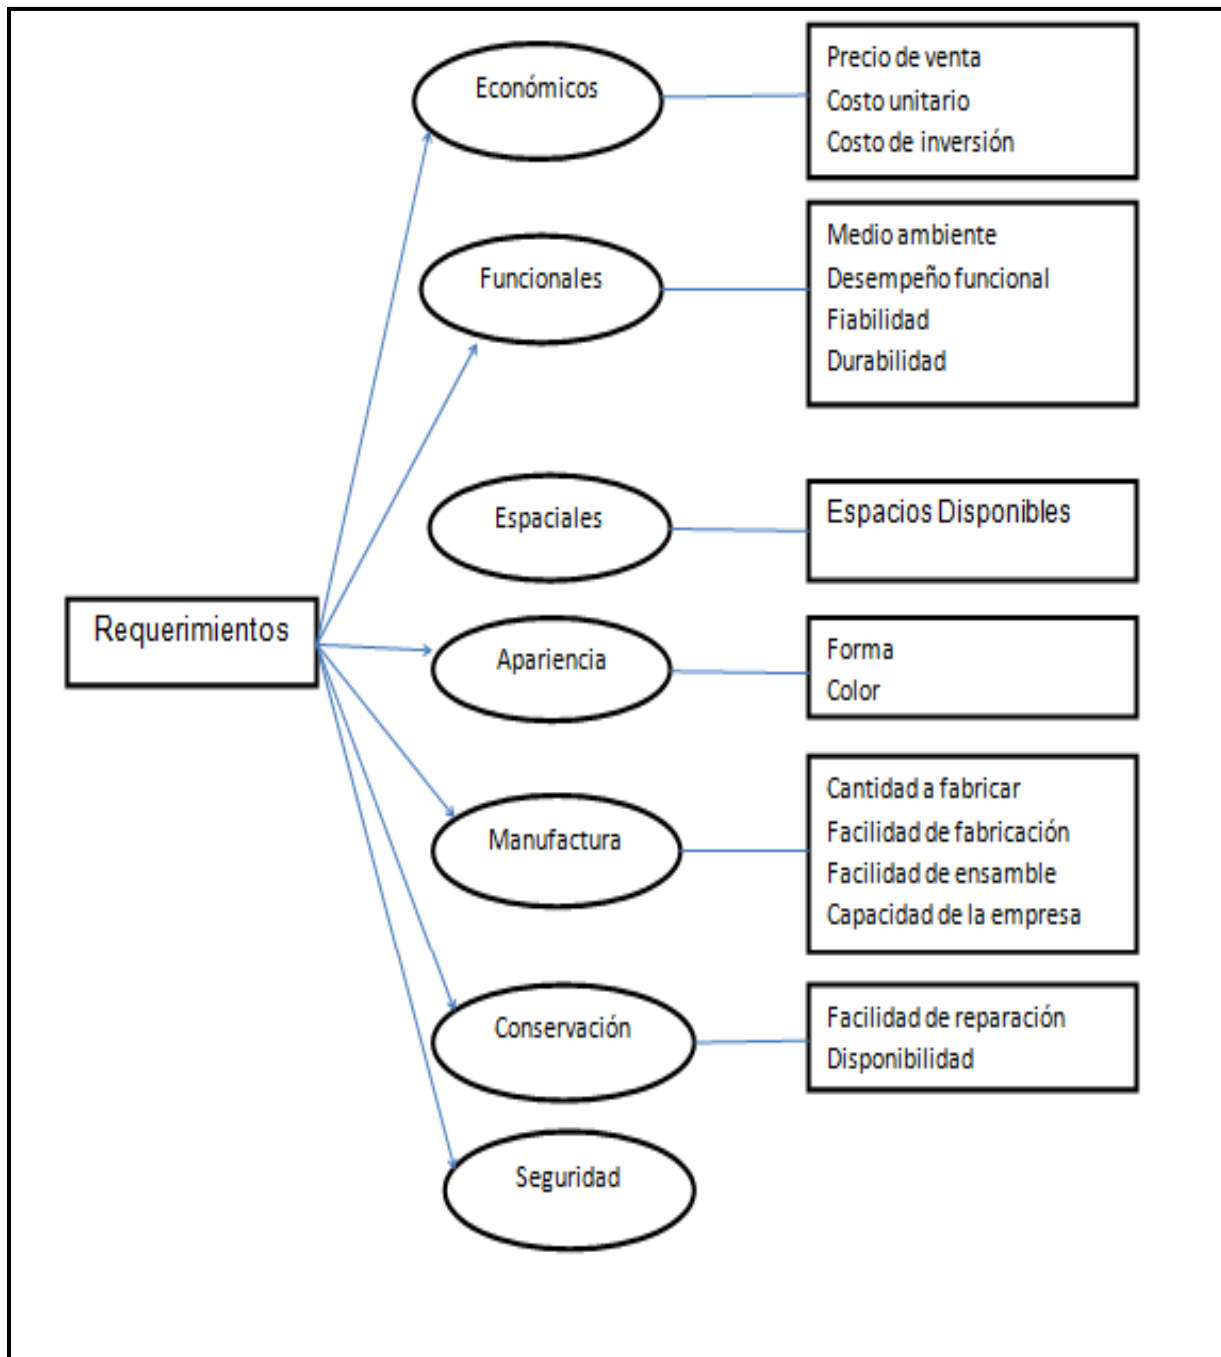 Económicos
Precio de venta
Costo unitario
Costo de inversión
Funcionales
Medio ambiente
Desempeño funcional
Fiabilidad
Durabilidad
Espaciales
Espacios Disponibles
Requerimientos
Apariencia
Forma
Color
Manufactura
Cantidad a fabricar
Facilidad de fabricación
Facilidad de ensamble
Capacidad de la empresa
Conservación
Facilidad de reparación
Disponibilidad
Seguridad